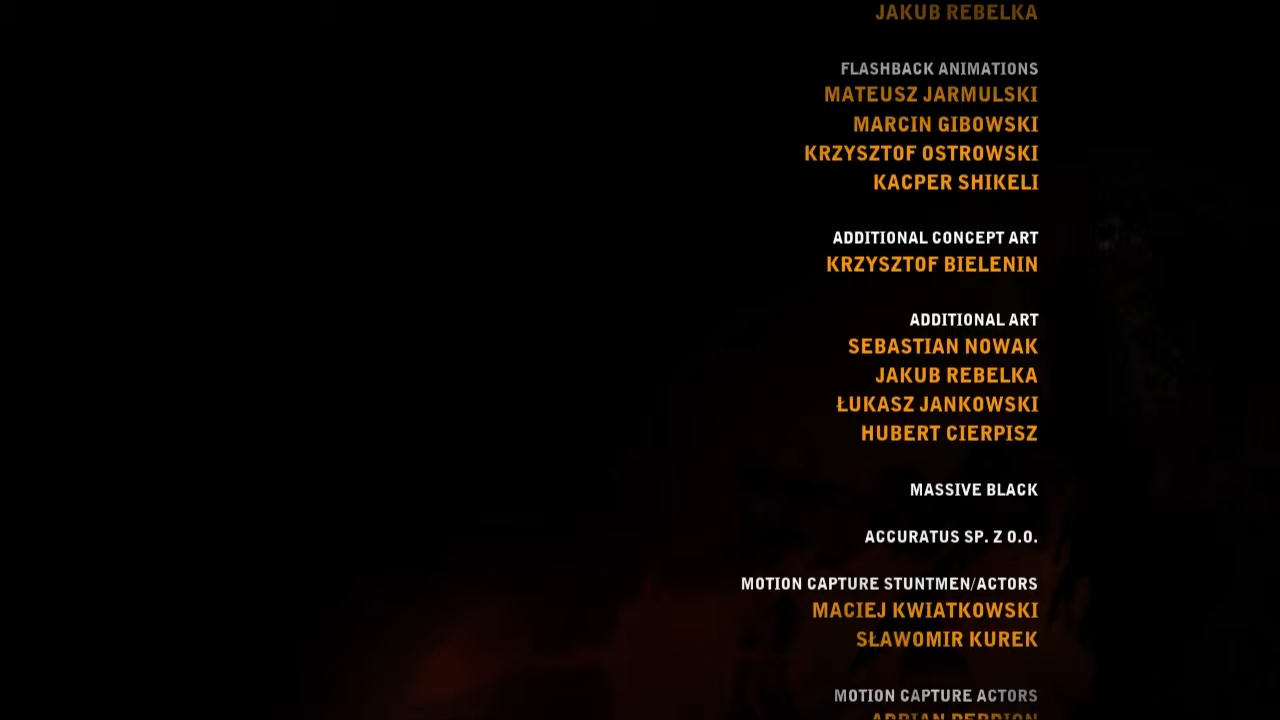 JAKUB REBELKA
FLASHBACK ANIMATIONS
MATEUSZ JARMULSKI
MARCIN GIBOWSKI
KRZYSZTOF OSTROWSKI
KACPER SHIKELI
ADDITIONAL CONCEPT ART
KRZYSZTOF BIELENIN
ADDITIONAL ART
SEBASTIAN NOWAK
JAKUB REBELKA
ŁUKASZ JANKOWSKI
HUBERT CIERPISZ
MASSIVE BLACK
ACCURATUS SP. Z O.O.
MOTION CAPTURE STUNTMEN/ACTORS
MACIEJ KWIATKOWSKI
SŁAWOMIR KUREK
MOTION CAPTURE ACTORS
ADRIAN